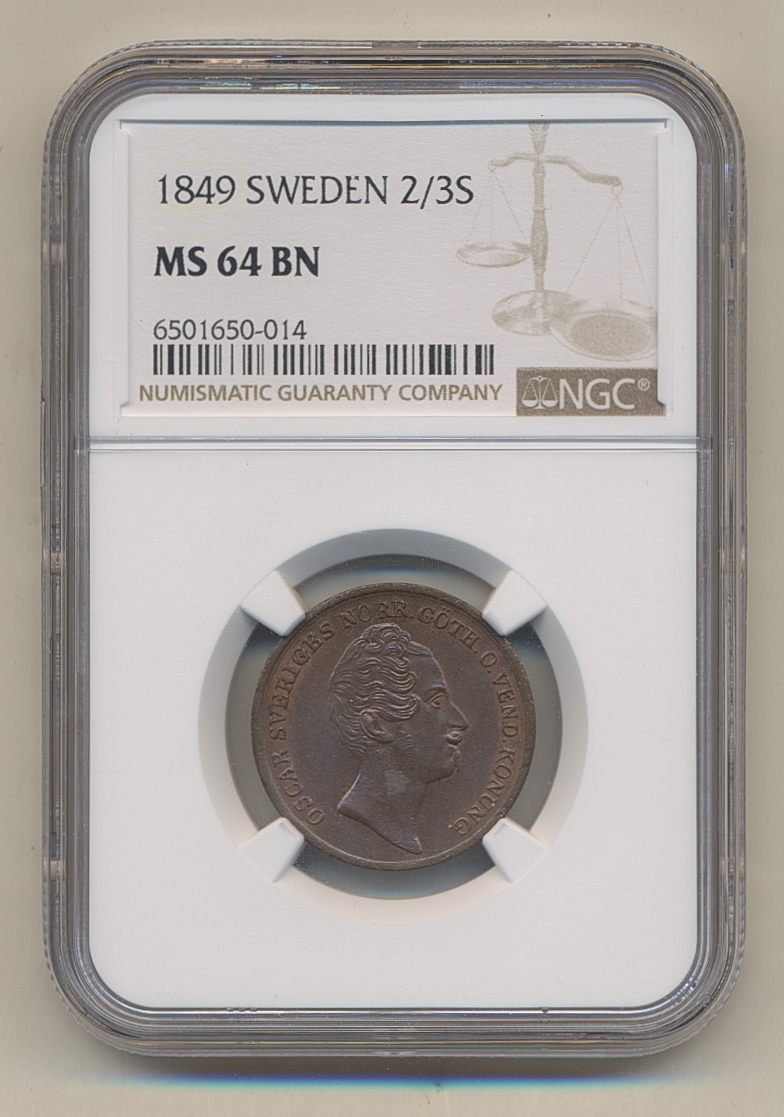 1849 SWEDEN 2/3S
MS 64 BN
6501650-014
NUMISMATIC GUARANTY COMPANY
NGC®
OSCAR SVERIGES NORR. GÖTH. O. VEND. KONUNG.